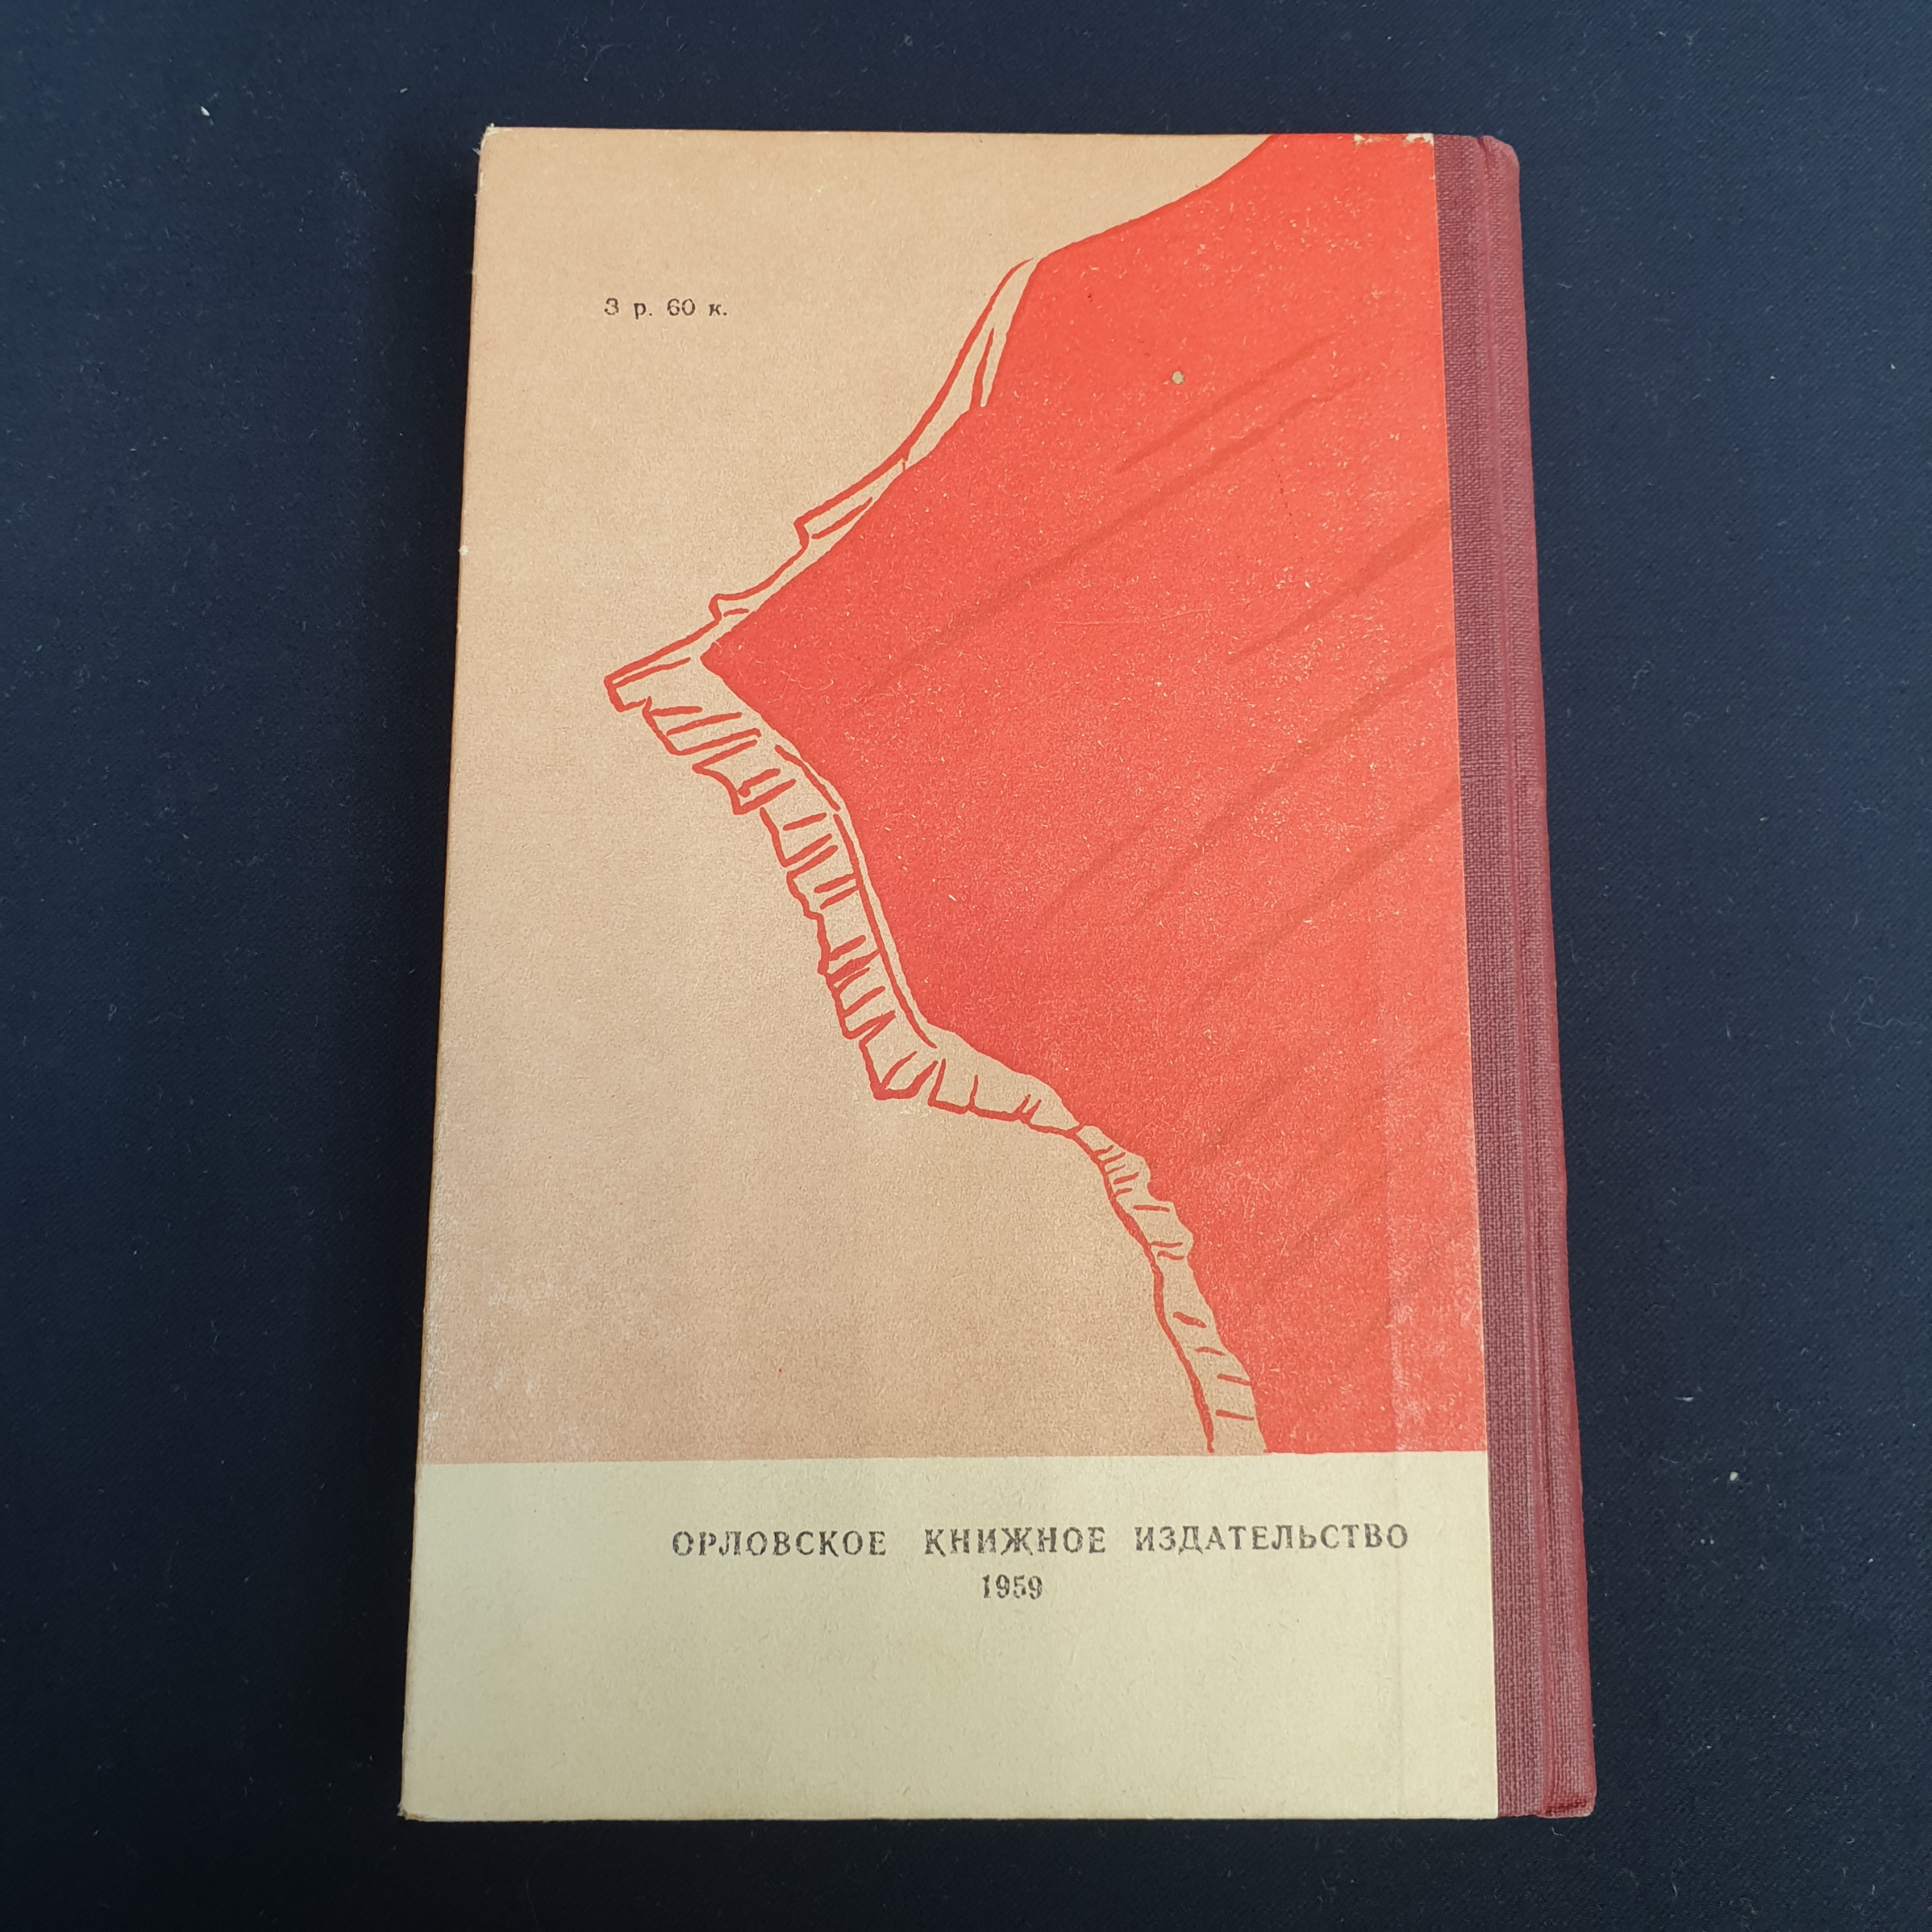 3 р. 60 к.
ОРЛОВСКОЕ КНИЖНОЕ ИЗДАТЕЛЬСТВО
1959